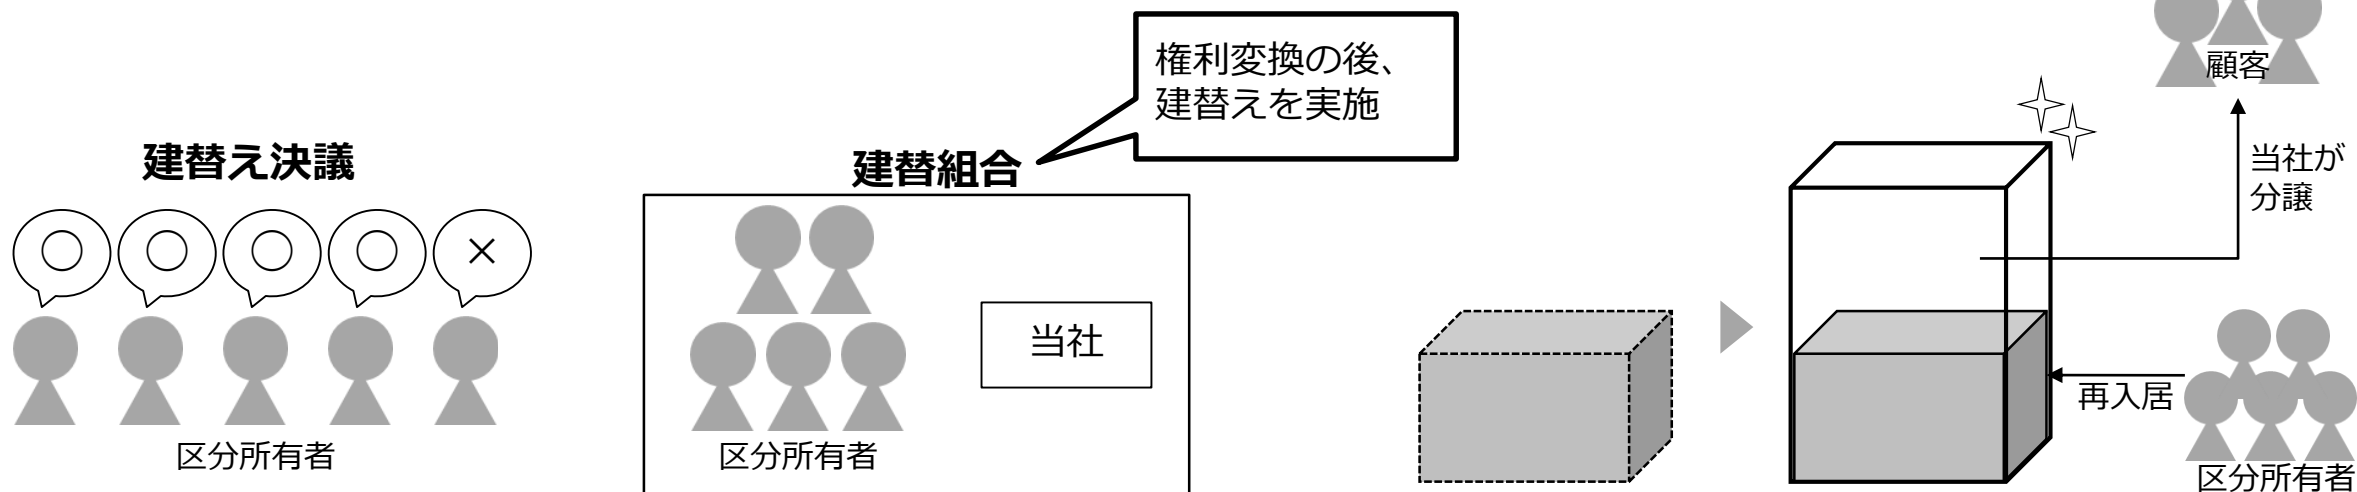 建替え決議
区分所有者
権利変換の後、
建替えを実施
建替組合
当社
区分所有者
顧客
当社が
分譲
再入居
区分所有者